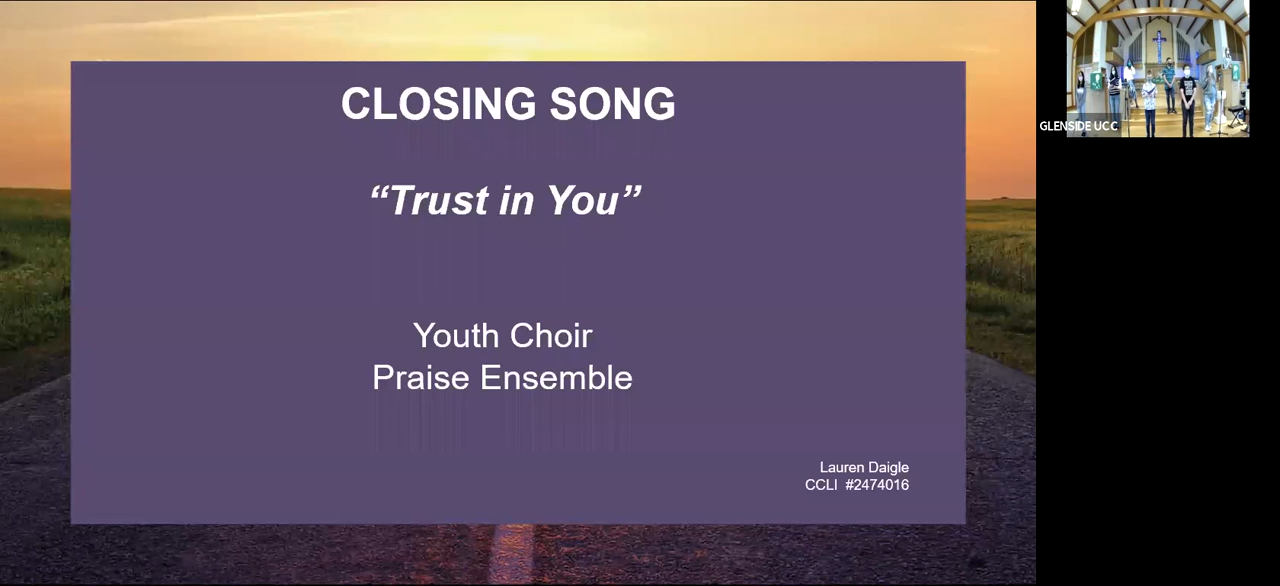 CLOSING SONG
“Trust in You”
Youth Choir
Praise Ensemble
Lauren Daigle
CCLI #2474016
GLENSIDE UCC